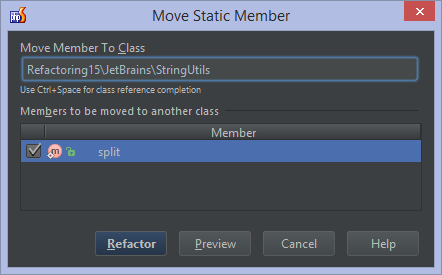 Move Static Member
Move Member To Class
Refactoring15\JetBrains\StringUtils
Use Ctrl+Space for class reference completion
Members to be moved to another class
Member
m split
Refactor Preview Cancel Help